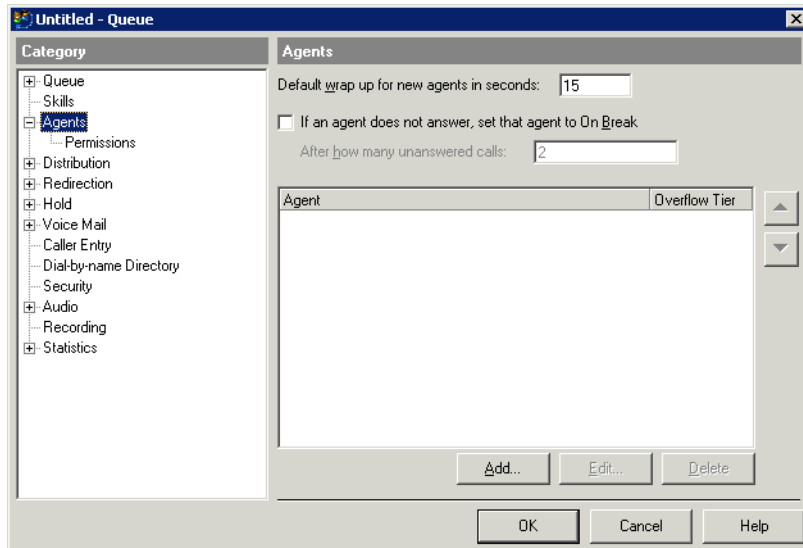 Untitled - Queue
Category
Queue
Skills
Agents
Permissions
Distribution
Redirection
Hold
Voice Mail
Caller Entry
Dial-by-name Directory
Security
Audio
Recording
Statistics
Agents
Default wrap up for new agents in seconds: 15
If an agent does not answer, set that agent to On Break
After how many unanswered calls: 2
Agent Overflow Tier
Add... Edit... Delete
OK Cancel Help